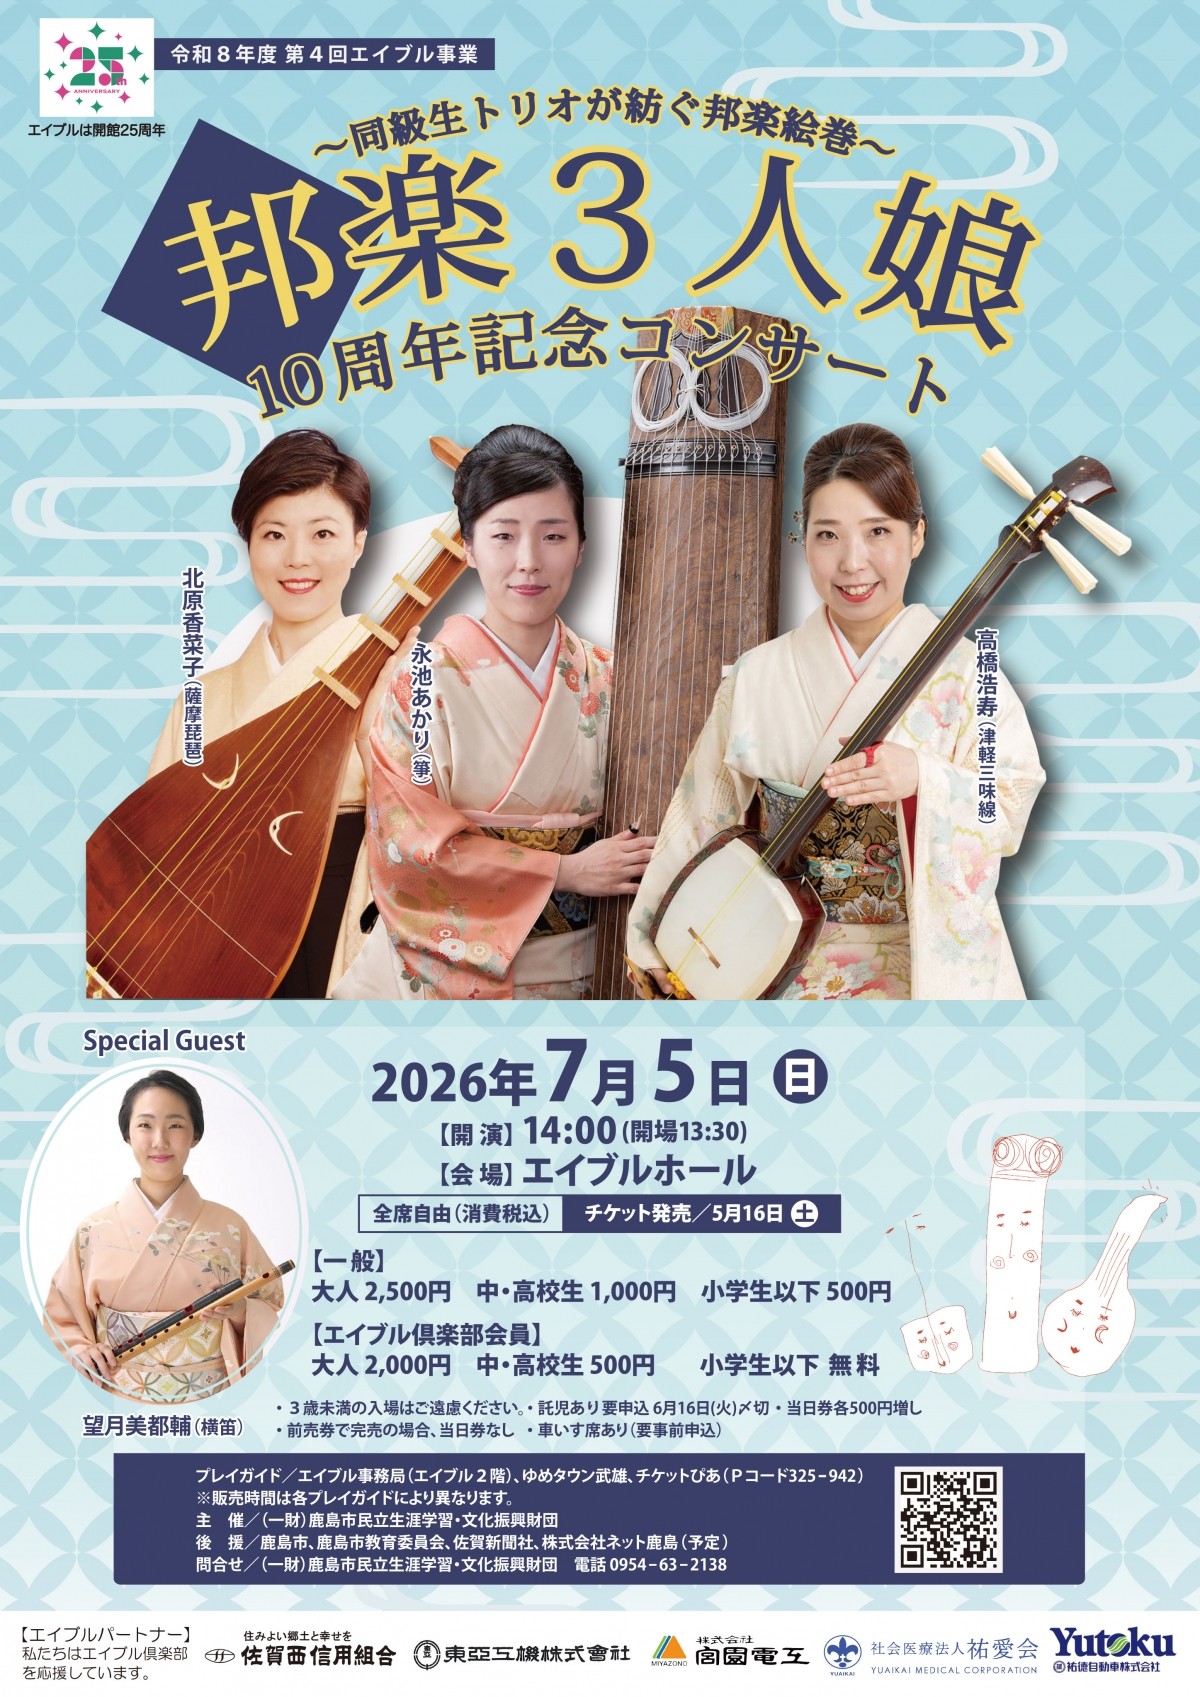 25th
ANNIVERSARY
エイブルは開館25周年
令和8年度 第4回エイブル事業
〜同級生トリオが紡ぐ邦楽絵巻〜
邦楽3人娘
10周年記念コンサート
北原香菜子(薩摩琵琶)
永池あかり(箏)
高橋浩寿(津軽三味線)
Special Guest
望月美都輔(横笛)
2026年7月5日 日
【開演】14:00(開場13:30)
【会場】エイブルホール
全席自由(消費税込) チケット発売/5月16日 土
【一般】
大人 2,500円 中・高校生 1,000円 小学生以下 500円
【エイブル倶楽部会員】
大人 2,000円 中・高校生 500円 小学生以下 無料
・3歳未満の入場はご遠慮ください。・託児あり 要申込 6月16日(火)〆切 ・当日券各500円増し
・前売券で完売の場合、当日券なし ・車いす席あり(要事前申込)
プレイガイド/エイブル事務局(エイブル2階)、ゆめタウン武雄、チケットぴあ(Pコード325-942)
※販売時間は各プレイガイドにより異なります。
主 催/(一財)鹿島市民立生涯学習・文化振興財団
後 援/鹿島市、鹿島市教育委員会、佐賀新聞社、株式会社ネット鹿島(予定)
問合せ/(一財)鹿島市民立生涯学習・文化振興財団 電話 0954-63-2138
【エイブルパートナー】
私たちはエイブル倶楽部
を応援しています。
住みよい郷土と幸せを
佐賀西信用組合
東亞互機株式會社
MIYAZONO
株式会社
宮園電工
YUAIKAI
社会医療法人祐愛会
YUAIKAI MEDICAL CORPORATION
Yutoku
祐徳自動車株式会社